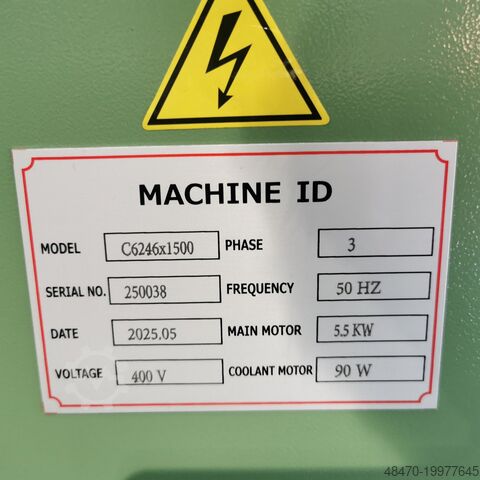 MACHINE ID
MODEL C6246x1500 PHASE 3
SERIAL NO. 250038 FREQUENCY 50 HZ
DATE 2025.05 MAIN MOTOR 5.5 KW
VOLTAGE 400 V COOLANT MOTOR 90 W
48470-19977645